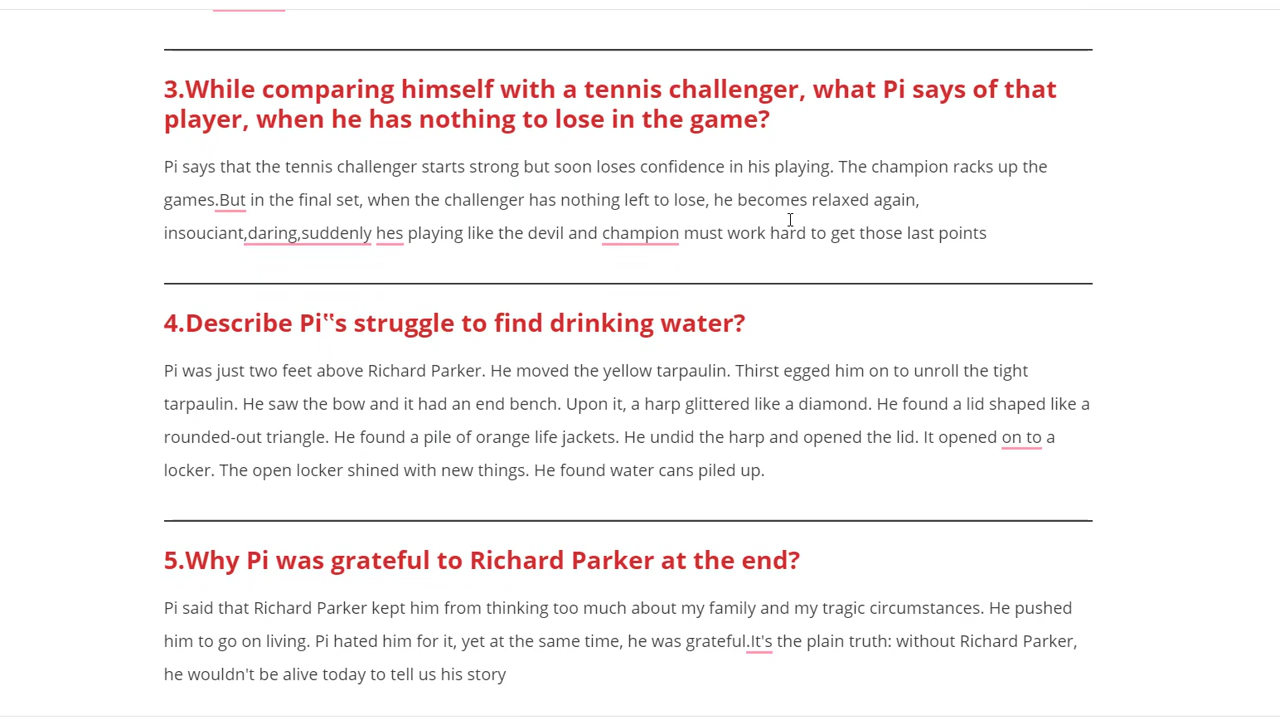 3.While comparing himself with a tennis challenger, what Pi says of that
player, when he has nothing to lose in the game?
Pi says that the tennis challenger starts strong but soon loses confidence in his playing. The champion racks up the
games.But in the final set, when the challenger has nothing left to lose, he becomes relaxed again,
insouciant,daring,suddenly hes playing like the devil and champion must work hard to get those last points
4.Describe Pi‟s struggle to find drinking water?
Pi was just two feet above Richard Parker. He moved the yellow tarpaulin. Thirst egged him on to unroll the tight
tarpaulin. He saw the bow and it had an end bench. Upon it, a harp glittered like a diamond. He found a lid shaped like a
rounded-out triangle. He found a pile of orange life jackets. He undid the harp and opened the lid. It opened on to a
locker. The open locker shined with new things. He found water cans piled up.
5.Why Pi was grateful to Richard Parker at the end?
Pi said that Richard Parker kept him from thinking too much about my family and my tragic circumstances. He pushed
him to go on living. Pi hated him for it, yet at the same time, he was grateful.It's the plain truth: without Richard Parker,
he wouldn't be alive today to tell us his story